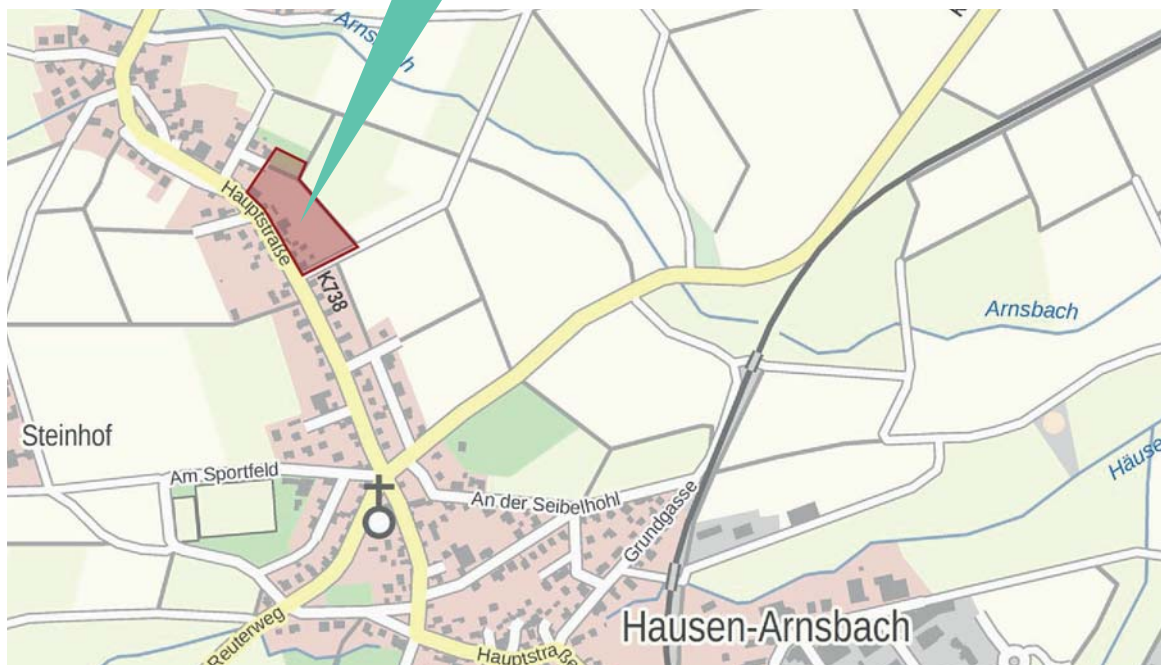 Arnsbach
Hauptstraße
K738
Arnsbach
Steinhof
Am Sportfeld
An der Seibelhohl
Grundgasse
Häuse
Hausen-Arnsbach
Reuterweg
Hauptstraße